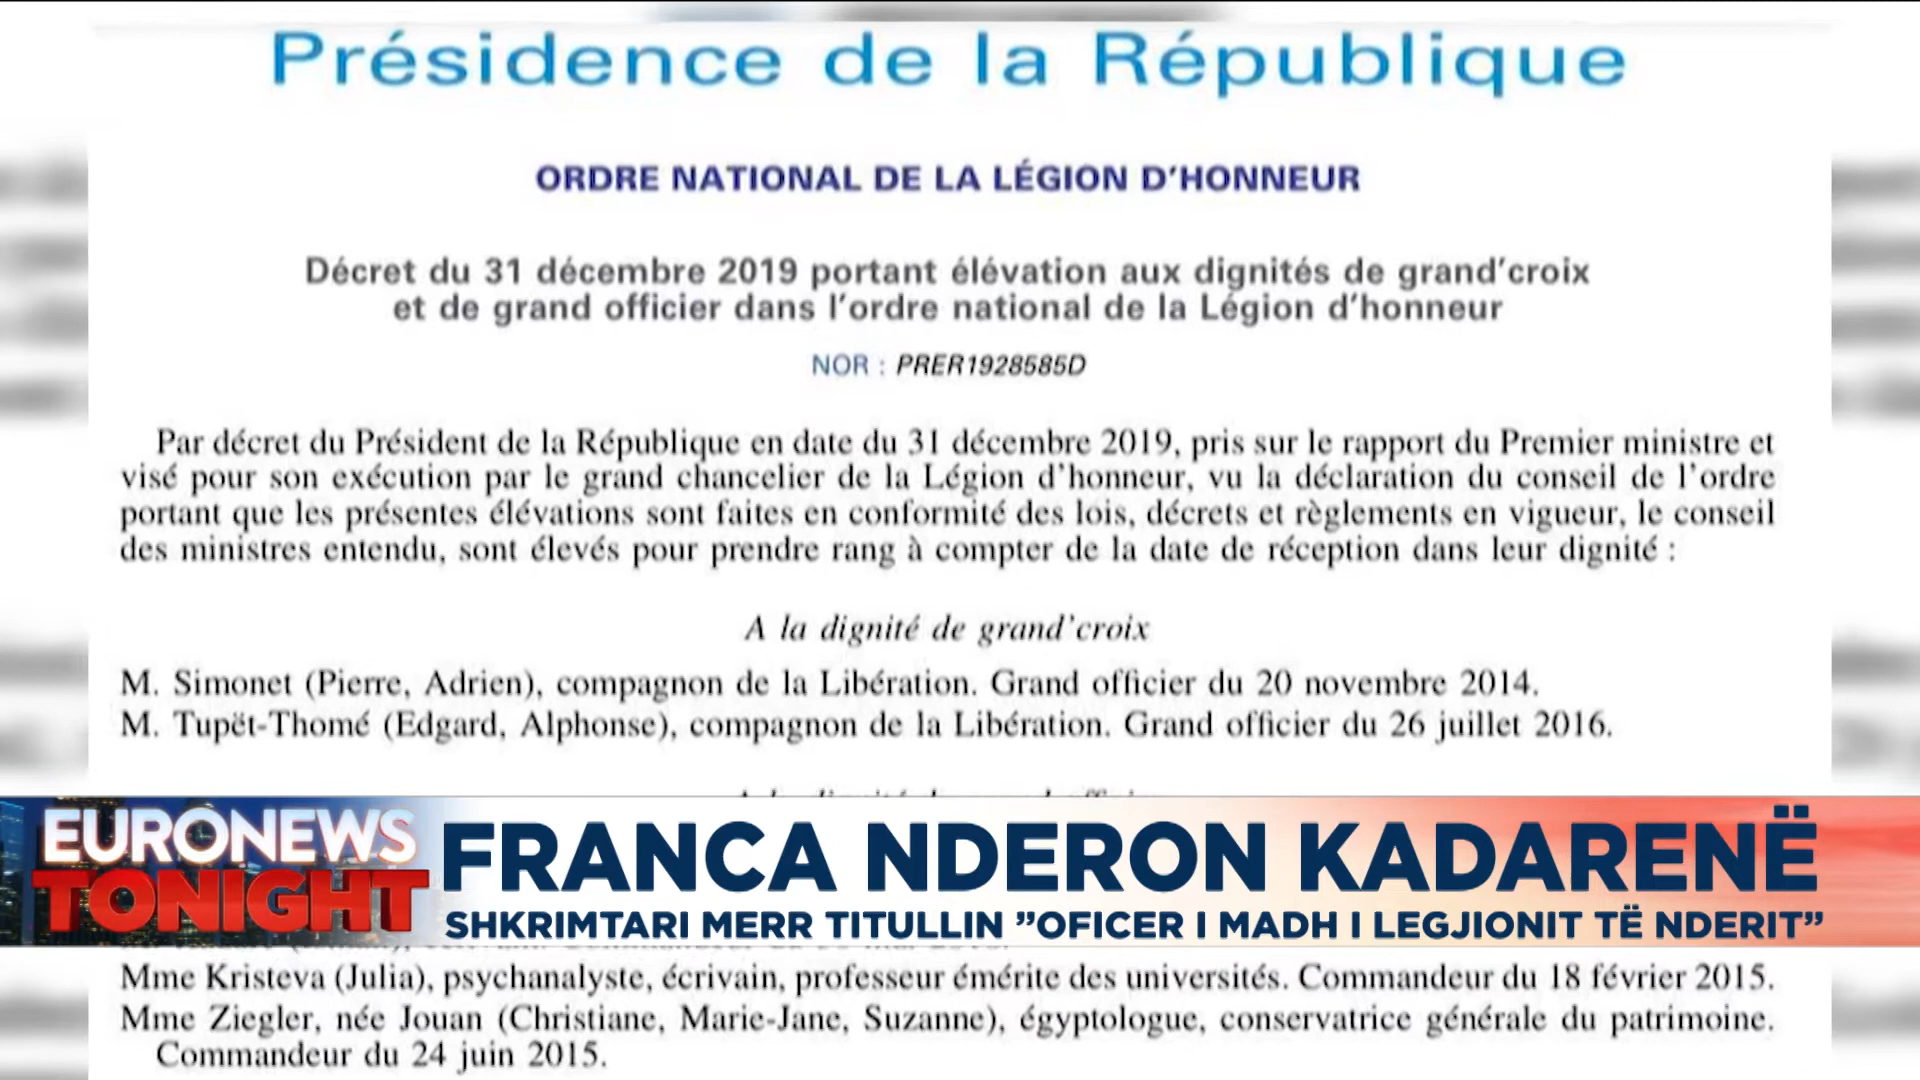 Présidence de la République
ORDRE NATIONAL DE LA LÉGION D'HONNEUR
Décret du 31 décembre 2019 portant élévation aux dignités de grand'croix
et de grand officier dans l'ordre national de la Légion d'honneur
NOR : PRER1928585D
Par décret du Président de la République en date du 31 décembre 2019, pris sur le rapport du Premier ministre et
visé pour son exécution par le grand chancelier de la Légion d'honneur, vu la déclaration du conseil de l'ordre
portant que les présentes élévations sont faites en conformité des lois, décrets et règlements en vigueur, le conseil
des ministres entendu, sont élevés pour prendre rang à compter de la date de réception dans leur dignité :
A la dignité de grand'croix
M. Simonet (Pierre, Adrien), compagnon de la Libération. Grand officier du 20 novembre 2014.
M. Tupët-Thomé (Edgard, Alphonse), compagnon de la Libération. Grand officier du 26 juillet 2016.
EURONEWS
TONIGHT
FRANCA NDERON KADARENË
SHKRIMTARI MERR TITULLIN ”OFICER I MADH I LEGJIONIT TË NDERIT”
Mme Kristeva (Julia), psychanalyste, écrivain, professeur émérite des universités. Commandeur du 18 février 2015.
Mme Ziegler, née Jouan (Christiane, Marie-Jane, Suzanne), égyptologue, conservatrice générale du patrimoine.
Commandeur du 24 juin 2015.